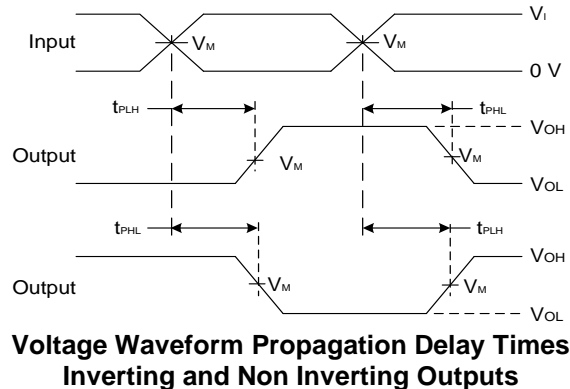 VI
Input
VM
VM
0 V
tPLH
tPHL
VOH
Output
VM
VM
VOL
tPHL
tPLH
VOH
Output
VM
VM
VOL
Voltage Waveform Propagation Delay Times
Inverting and Non Inverting Outputs